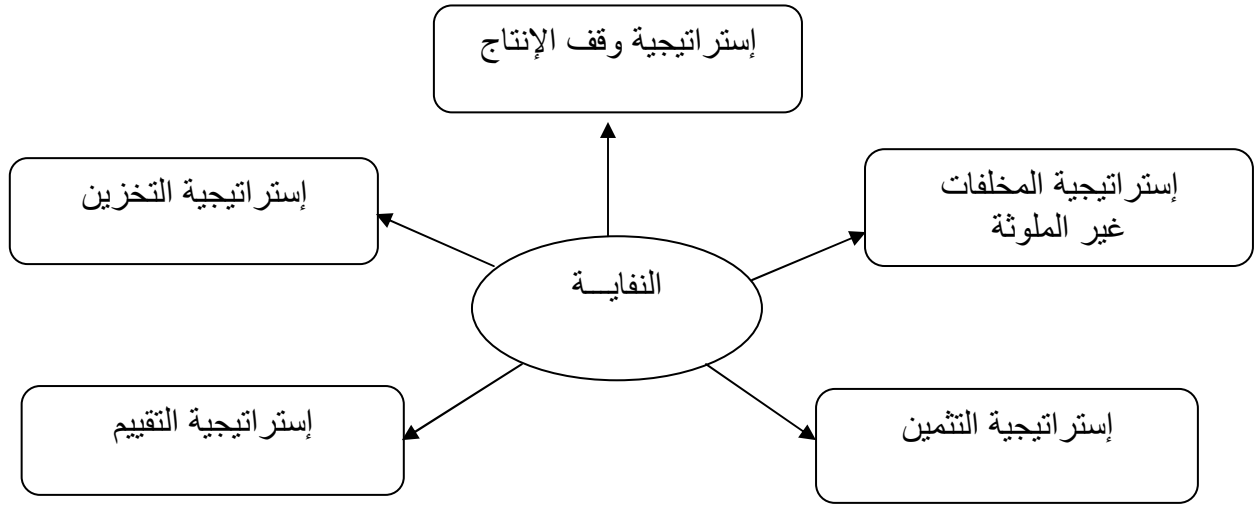 إستراتيجية وقف الإنتاج
إستراتيجية المخلفات
غير الملوثة
إستراتيجية التخزين
النفايـــة
إستراتيجية التثمين
إستراتيجية التقييم